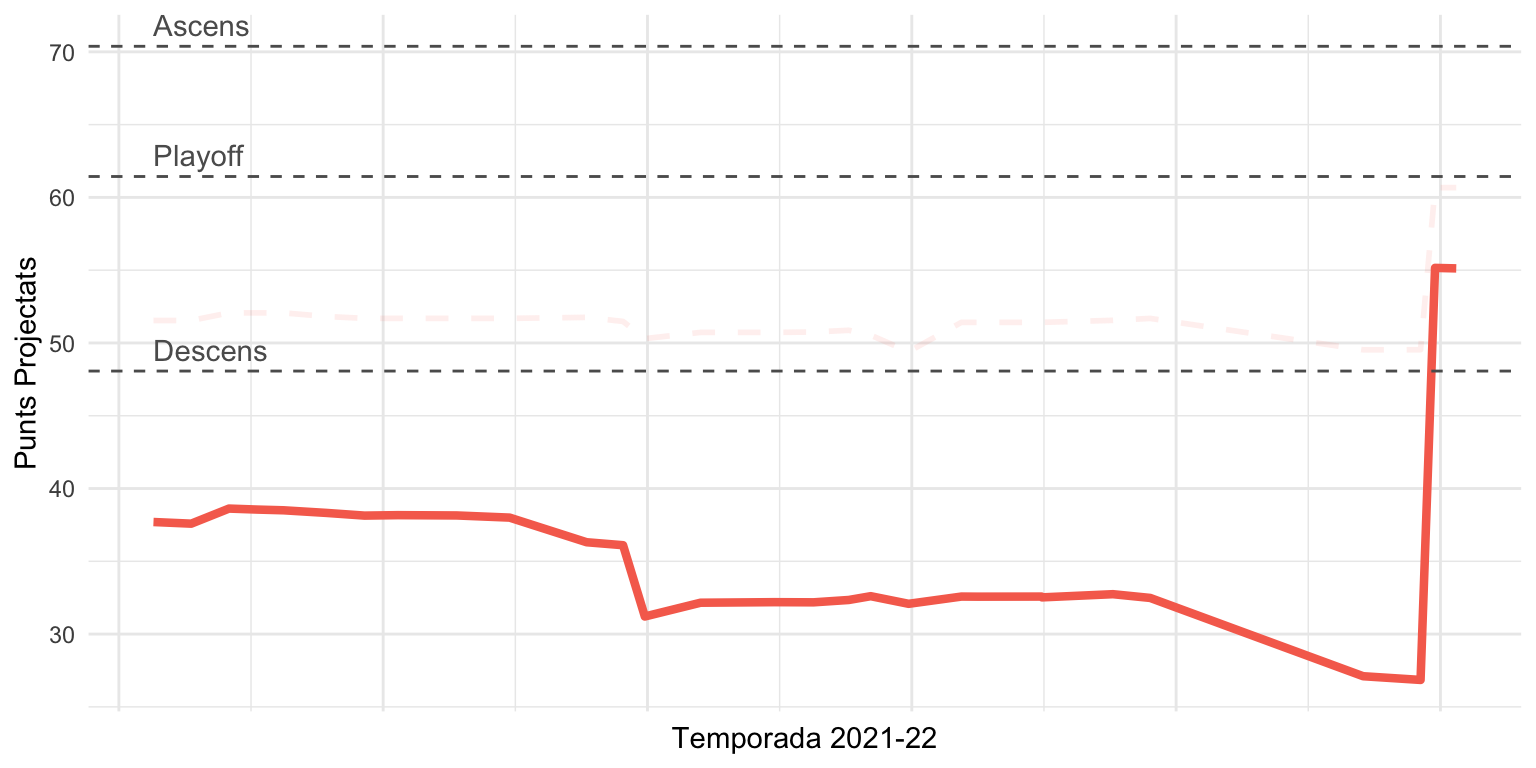 Ascens
70
Playoff
60
50
Descens
40
30
Punts Projectats
Temporada 2021-22